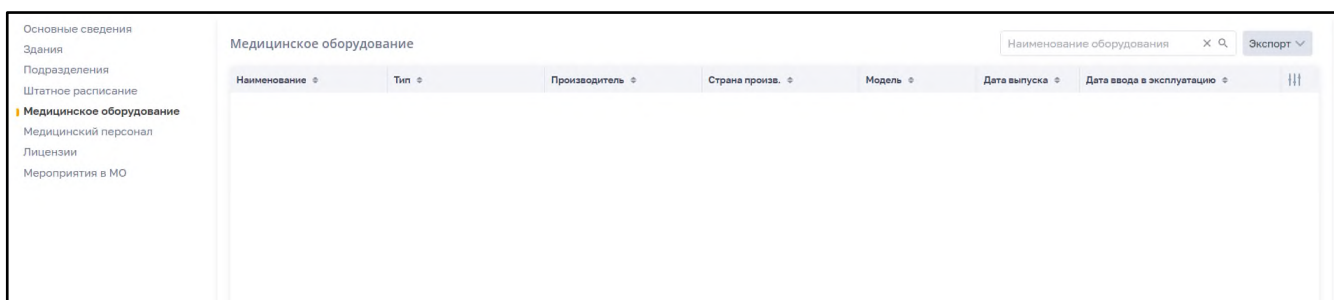 Основные сведения
Здания
Подразделения
Штатное расписание
Медицинское оборудование
Медицинский персонал
Лицензии
Мероприятия в МО
Медицинское оборудование
Наименование оборудования
Экспорт
Наименование Тип Производитель Страна произв. Модель Дата выпуска Дата ввода в эксплуатацию